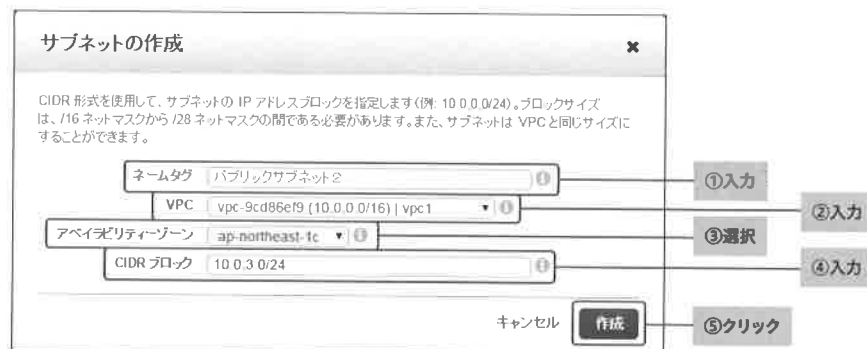 サブネットの作成 ×
CIDR 形式を使用して、サブネットの IP アドレスブロックを指定します(例: 10.0.0.0/24)。ブロックサイズ
は、/16 ネットマスクから /28 ネットマスクの間である必要があります。また、サブネットは VPC と同じサイズに
することができます。
ネームタグ パブリックサブネット2
①入力
VPC vpc-9cd86ef9 (10.0.0.0/16) | vpc1
②入力
アベイラビリティーゾーン ap-northeast-1c
③選択
CIDR ブロック 10.0.3.0/24
④入力
キャンセル 作成
⑤クリック